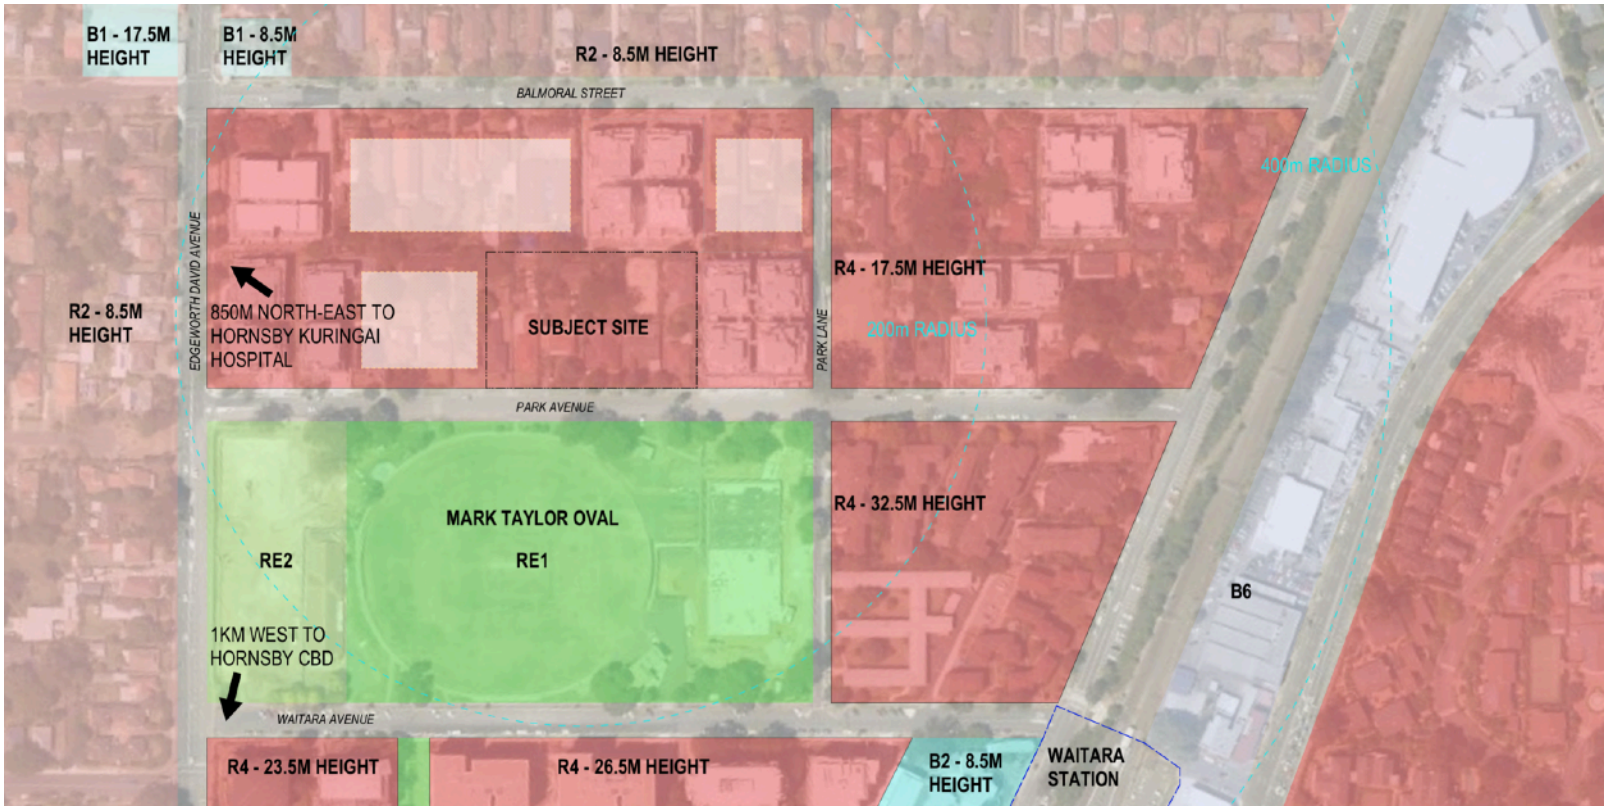 B1 - 17.5M
HEIGHT
B1 - 8.5M
HEIGHT
R2 - 8.5M HEIGHT
BALMORAL STREET
400m RADIUS
EDGEWORTH DAVID AVENUE
R2 - 8.5M
HEIGHT
850M NORTH-EAST TO
HORNSBY KURINGAI
HOSPITAL
SUBJECT SITE
PARK LANE
R4 - 17.5M HEIGHT
200m RADIUS
PARK AVENUE
MARK TAYLOR OVAL
RE1
RE2
R4 - 32.5M HEIGHT
B6
1KM WEST TO
HORNSBY CBD
WAITARA AVENUE
R4 - 23.5M HEIGHT
R4 - 26.5M HEIGHT
B2 - 8.5M
HEIGHT
WAITARA
STATION